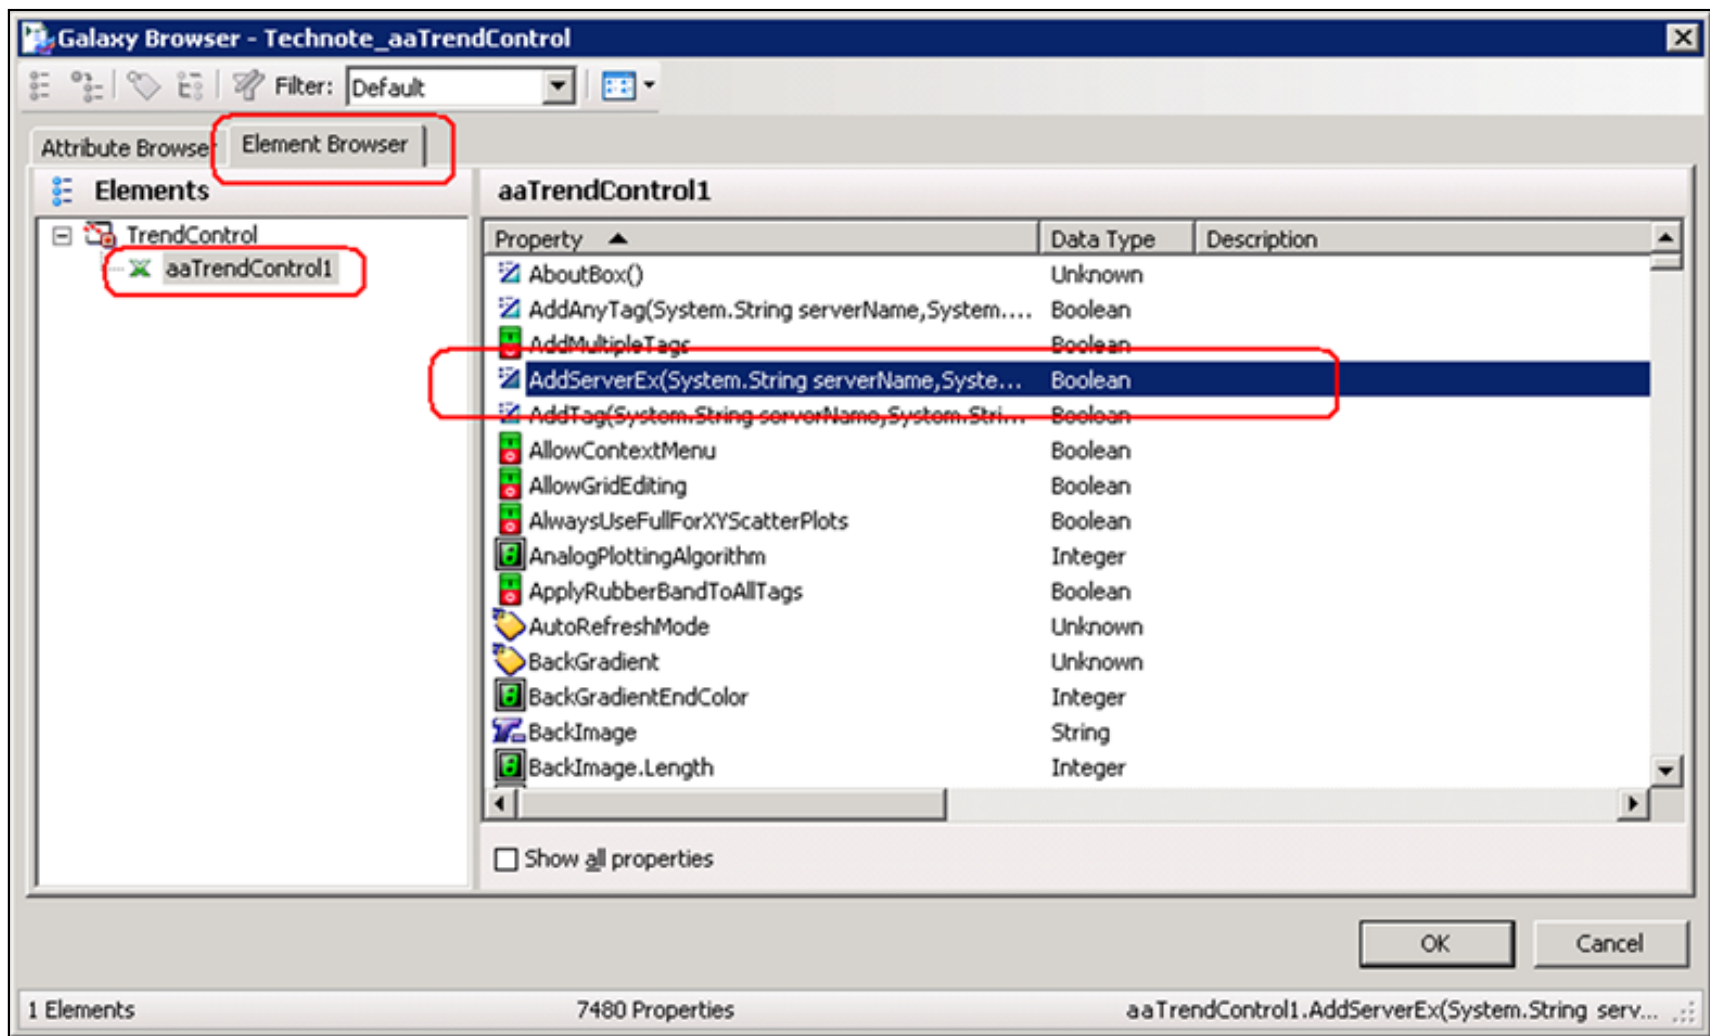 Galaxy Browser - Technote_aaTrendControl
Filter: Default
Attribute Browser
Element Browser
Elements
aaTrendControl1
TrendControl
aaTrendControl1
Property Data Type Description
AboutBox() Unknown
AddAnyTag(System.String serverName,System.... Boolean
AddMultipleTags Boolean
AddServerEx(System.String serverName,Syste... Boolean
AddTag(System.String serverName,System.Stri... Boolean
AllowContextMenu Boolean
AllowGridEditing Boolean
AlwaysUseFullForXYScatterPlots Boolean
AnalogPlottingAlgorithm Integer
ApplyRubberBandToAllTags Boolean
AutoRefreshMode Unknown
BackGradient Unknown
BackGradientEndColor Integer
BackImage String
BackImage.Length Integer
Show all properties
OK Cancel
1 Elements 7480 Properties aaTrendControl1.AddServerEx(System.String serv...